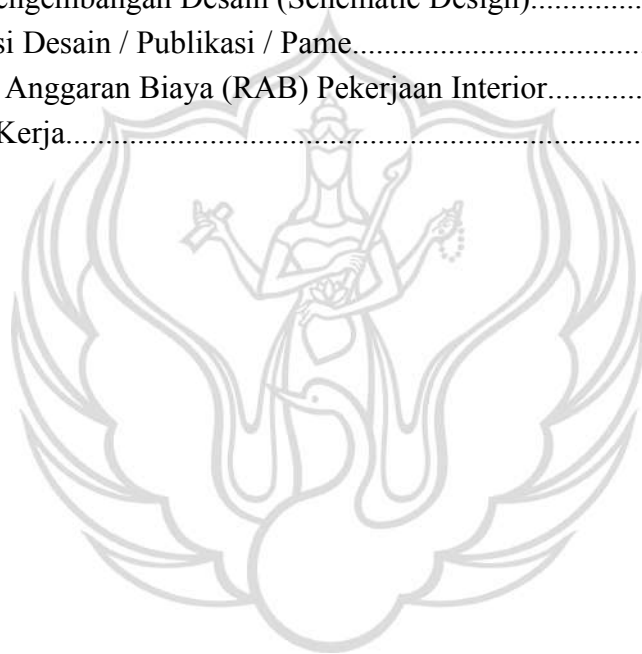 engembangan Desain (Schematic Design)............
si Desain / Publikasi / Pame....................................
Anggaran Biaya (RAB) Pekerjaan Interior............
Kerja.........................................................................